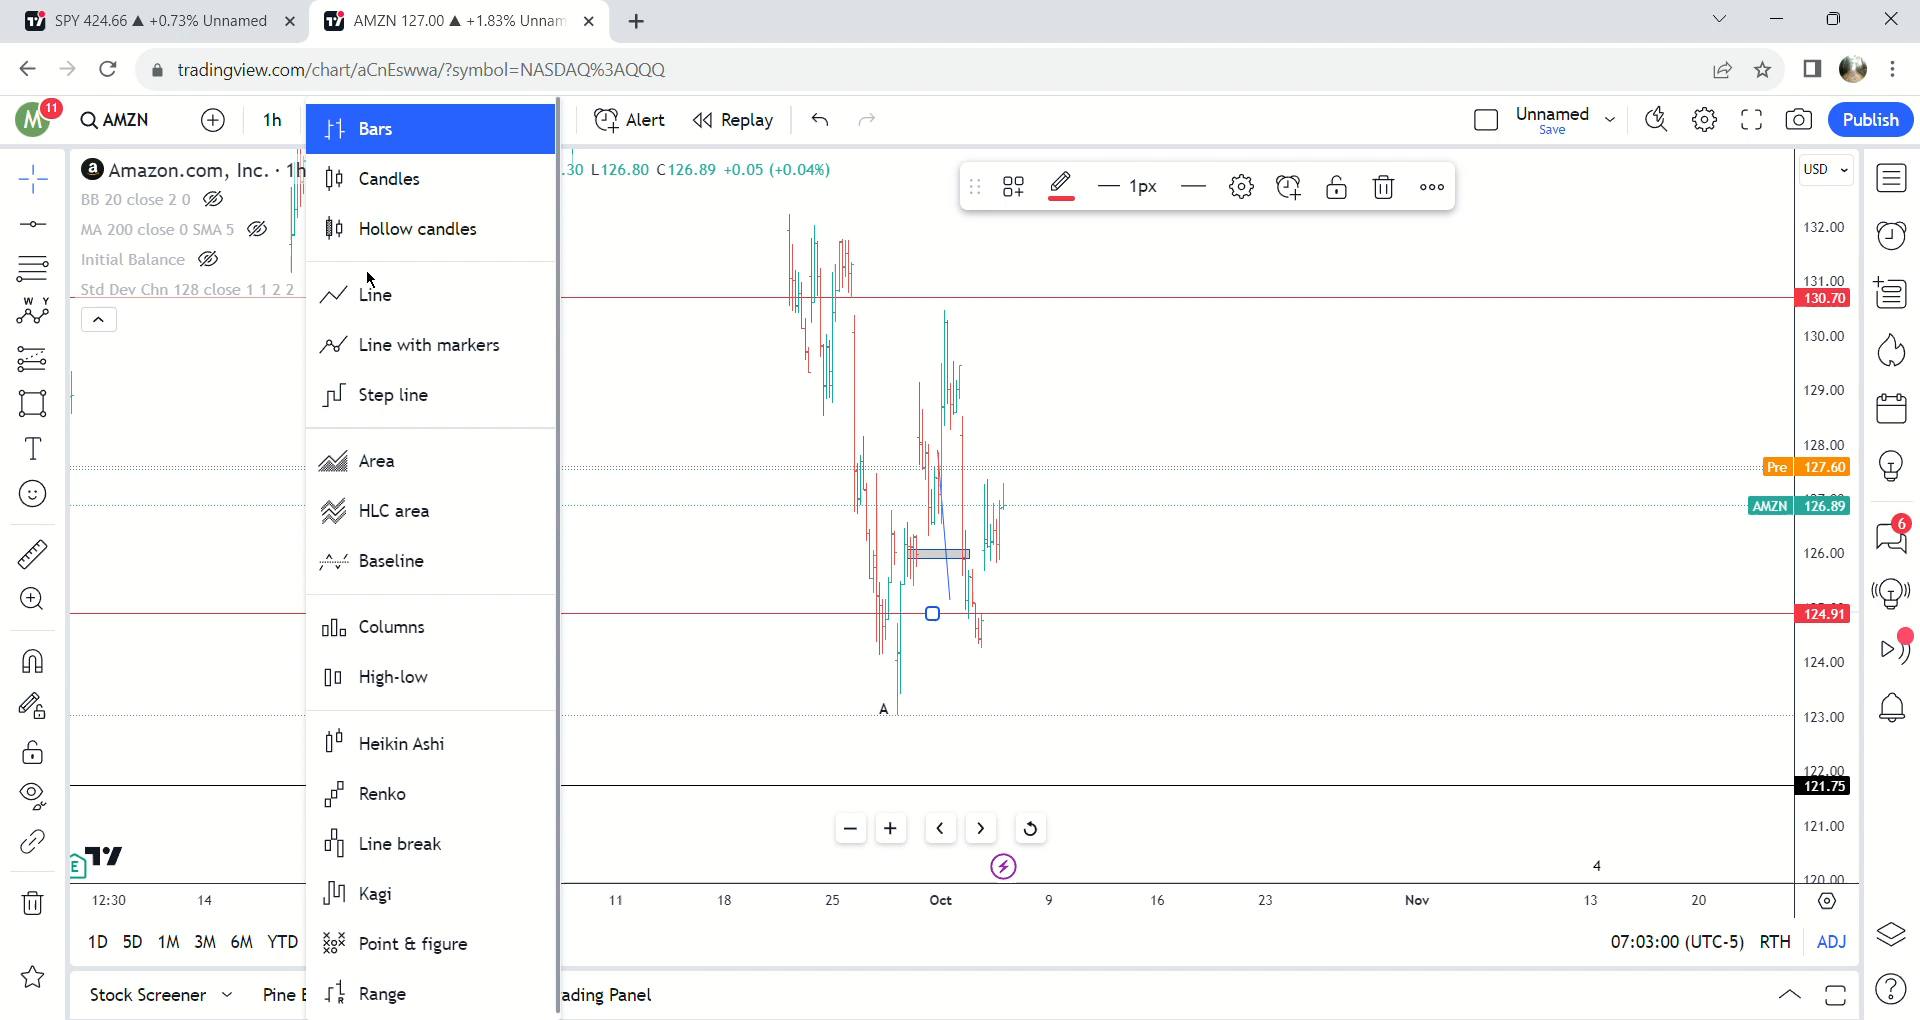 SPY 424.66 ▲ +0.73% Unnamed
AMZN 127.00 ▲ +1.83% Unnam
tradingview.com/chart/aCnEswwa/?symbol=NASDAQ%3AQQQ
M 11
AMZN
1h
Alert
Replay
Unnamed
Save
Publish
Amazon.com, Inc. · 1h
.30 L126.80 C126.89 +0.05 (+0.04%)
BB 20 close 2 0
MA 200 close 0 SMA 5
Initial Balance
Std Dev Chn 128 close 1 1 2 2
Bars
Candles
Hollow candles
Line
Line with markers
Step line
Area
HLC area
Baseline
Columns
High-low
Heikin Ashi
Renko
Line break
Kagi
Point & figure
Range
1px
USD
132.00
131.00
130.70
130.00
129.00
128.00
Pre 127.60
AMZN 126.89
126.00
124.91
124.00
123.00
122.00
121.75
121.00
120.00
A
W Y
T
E
6
4
12:30
14
11
18
25
Oct
9
16
23
Nov
13
20
1D 5D 1M 3M 6M YTD
07:03:00 (UTC-5) RTH ADJ
Stock Screener
Pine E
ading Panel